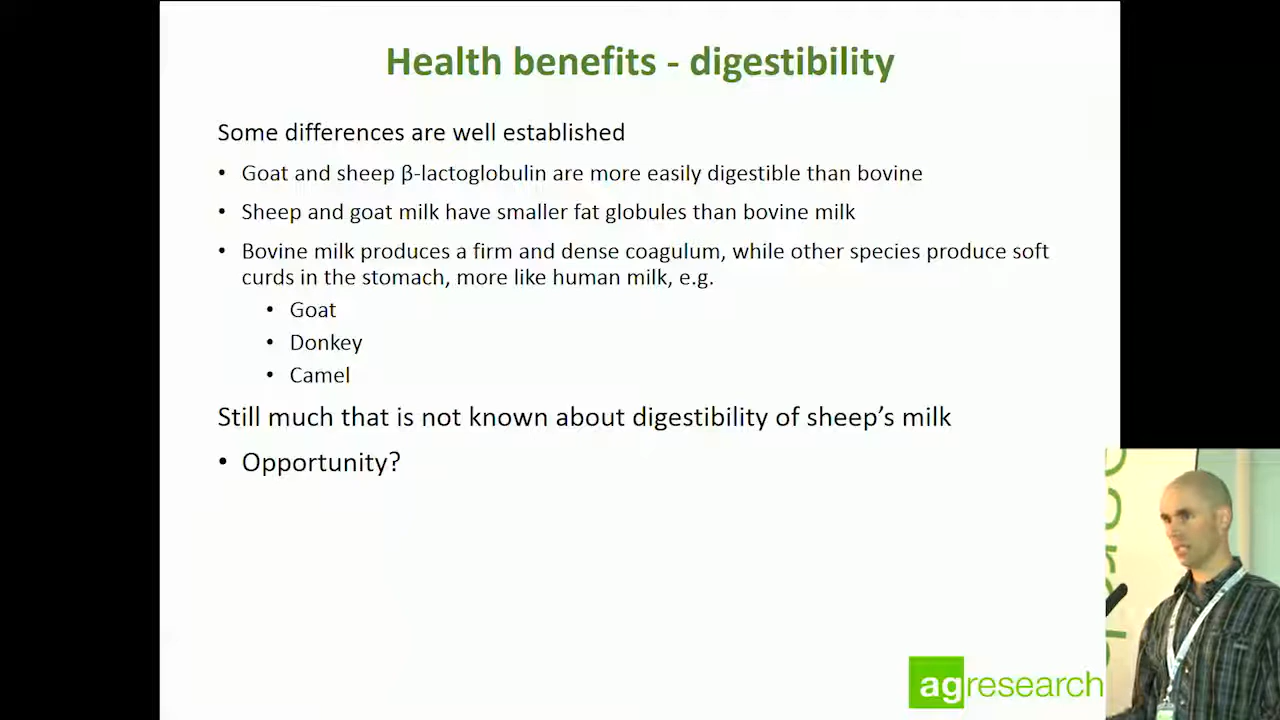 Health benefits - digestibility
Some differences are well established
• Goat and sheep β-lactoglobulin are more easily digestible than bovine
• Sheep and goat milk have smaller fat globules than bovine milk
• Bovine milk produces a firm and dense coagulum, while other species produce soft
curds in the stomach, more like human milk, e.g.
• Goat
• Donkey
• Camel
Still much that is not known about digestibility of sheep's milk
• Opportunity?
agresearch